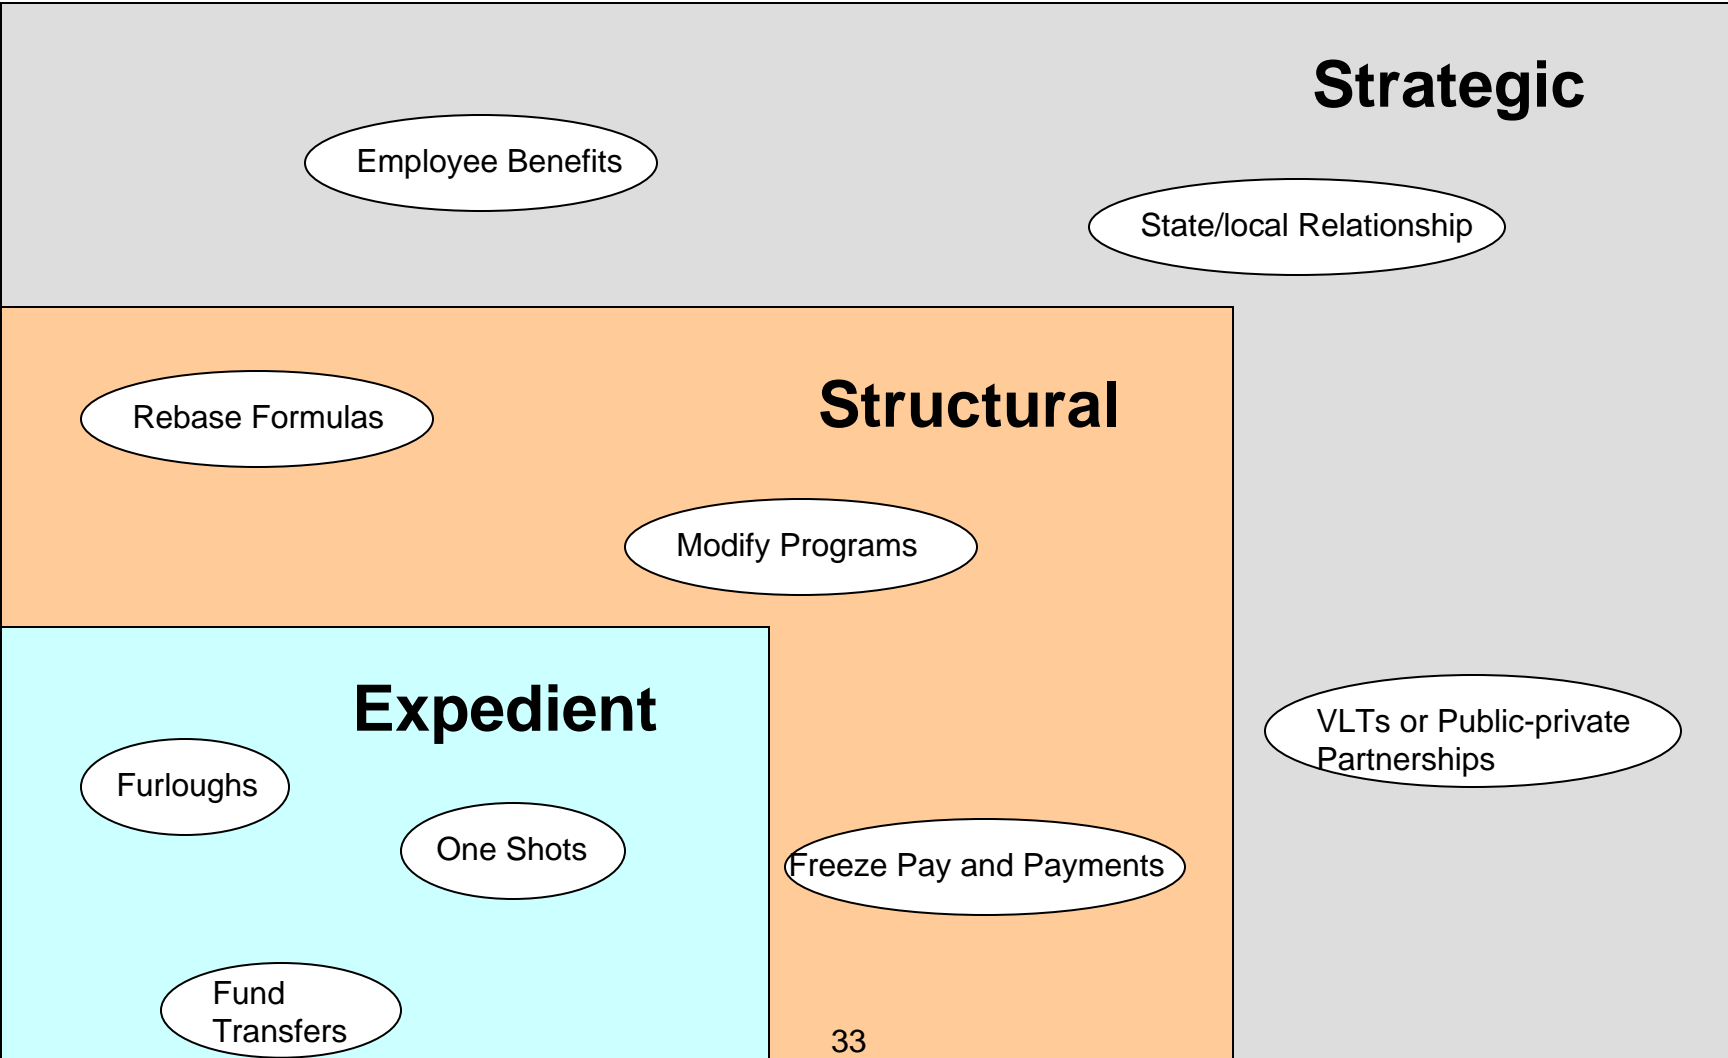 Strategic
Employee Benefits
State/local Relationship
Structural
Rebase Formulas
Modify Programs
Expedient
VLTs or Public-private
Partnerships
Furloughs
One Shots
Freeze Pay and Payments
Fund
Transfers
33